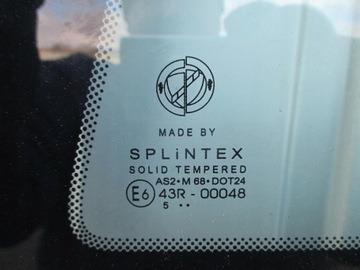 MADE BY
SPLiNTEX
SOLID TEMPERED
AS2•M 68•DOT24
E6 43R - 00048
5 ••